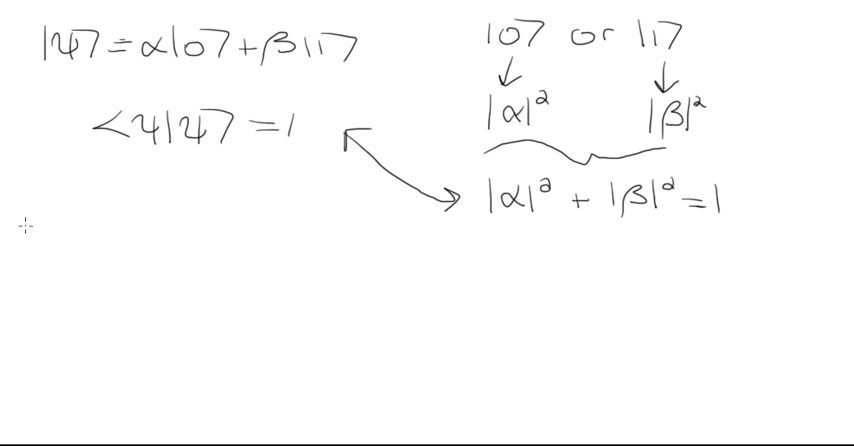 |ψ> = α|0> + β|1>
<ψ|ψ> = 1
|0> or |1>
↓ ↓
|α|² |β|²
|α|² + |β|² = 1